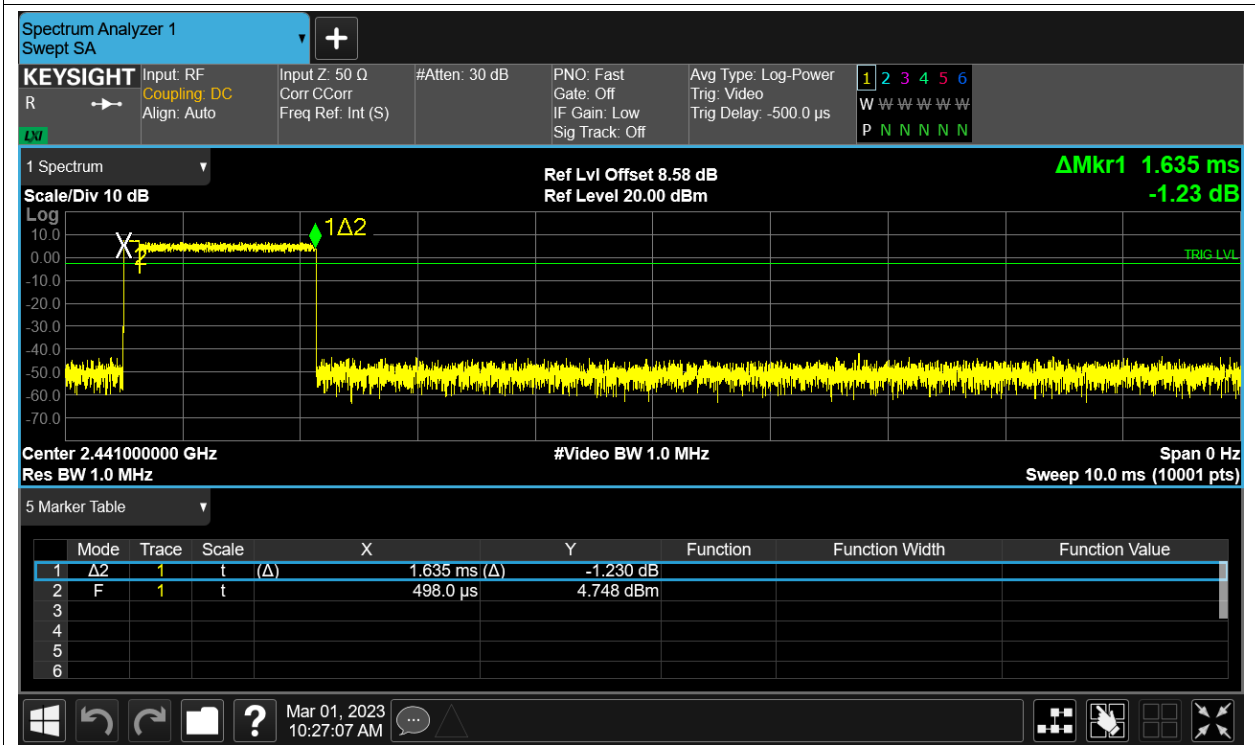 Spectrum Analyzer 1
Swept SA
KEYSIGHT Input: RF Input Z: 50 Ω #Atten: 30 dB PNO: Fast Avg Type: Log-Power 1 2 3 4 5 6
R Coupling: DC Corr CCorr Gate: Off Trig: Video W W W W W W
Align: Auto Freq Ref: Int (S) IF Gain: Low Trig Delay: -500.0 µs
LXI Sig Track: Off P N N N N N
1 Spectrum Ref Lvl Offset 8.58 dB ΔMkr1 1.635 ms
Scale/Div 10 dB Ref Level 20.00 dBm -1.23 dB
Log
10.0 X 2 1Δ2
0.00 TRIG LVL
-10.0
-20.0
-30.0
-40.0
-50.0
-60.0
-70.0
Center 2.441000000 GHz #Video BW 1.0 MHz Span 0 Hz
Res BW 1.0 MHz Sweep 10.0 ms (10001 pts)
5 Marker Table
Mode Trace Scale X Y Function Function Width Function Value
1 Δ2 1 t (Δ) 1.635 ms (Δ) -1.230 dB
2 F 1 t 498.0 µs 4.748 dBm
3
4
5
6
? Mar 01, 2023
10:27:07 AM